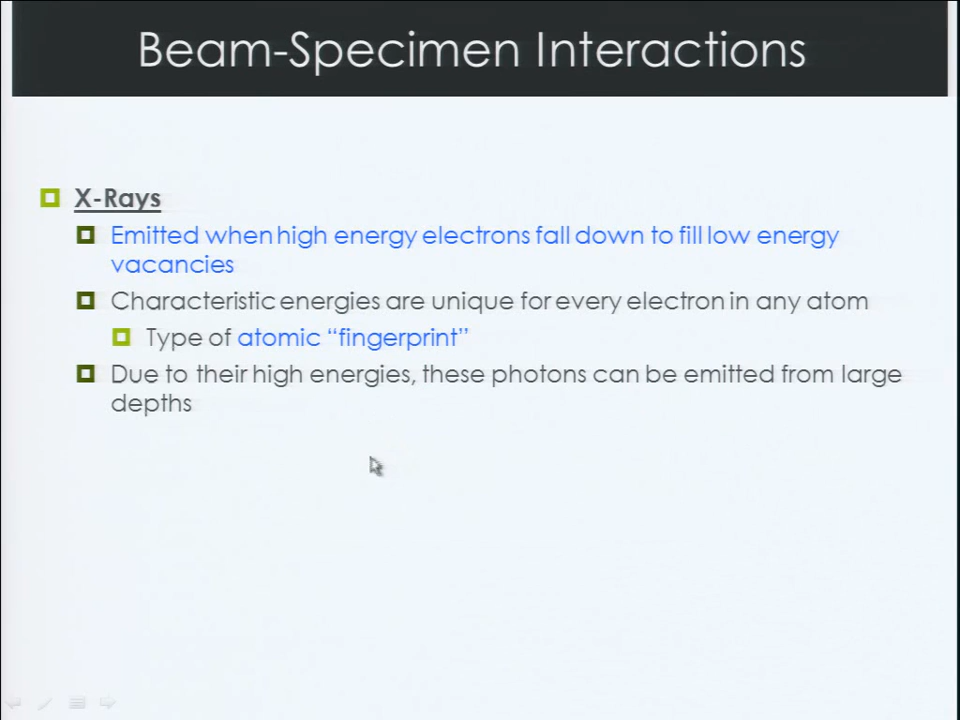 Beam-Specimen Interactions
X-Rays
Emitted when high energy electrons fall down to fill low energy
vacancies
Characteristic energies are unique for every electron in any atom
Type of atomic “fingerprint”
Due to their high energies, these photons can be emitted from large
depths